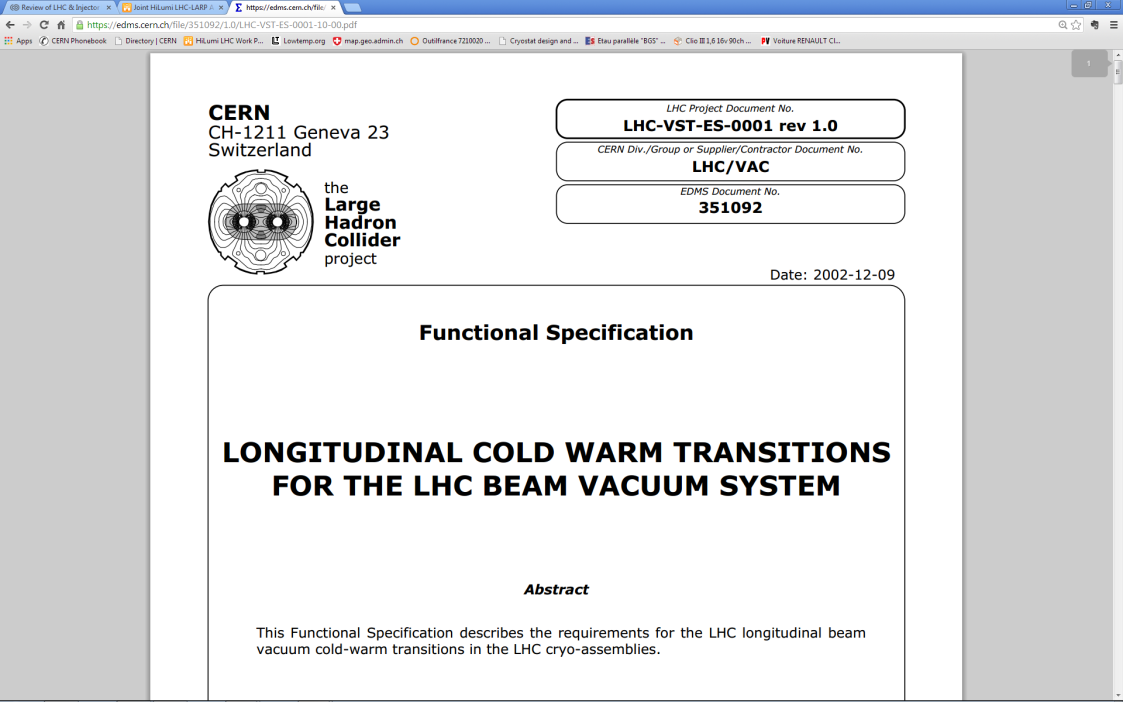 Review of LHC & Injector
Joint HiLumi LHC-LARP A
https://edms.cern.ch/file/
https://edms.cern.ch/file/351092/1.0/LHC-VST-ES-0001-10-00.pdf
Apps CERN Phonebook Directory | CERN HiLumi LHC Work P... Lowtemp.org map.geo.admin.ch Outilfrance 7210020 ... Cryostat design and ... Etau parallèle "BGS" ... Clio III 1,6 16v 90ch ... Voiture RENAULT CL...
1
CERN
CH-1211 Geneva 23
Switzerland
the
Large
Hadron
Collider
project
LHC Project Document No.
LHC-VST-ES-0001 rev 1.0
CERN Div./Group or Supplier/Contractor Document No.
LHC/VAC
EDMS Document No.
351092
Date: 2002-12-09
Functional Specification
LONGITUDINAL COLD WARM TRANSITIONS
FOR THE LHC BEAM VACUUM SYSTEM
Abstract
This Functional Specification describes the requirements for the LHC longitudinal beam
vacuum cold-warm transitions in the LHC cryo-assemblies.